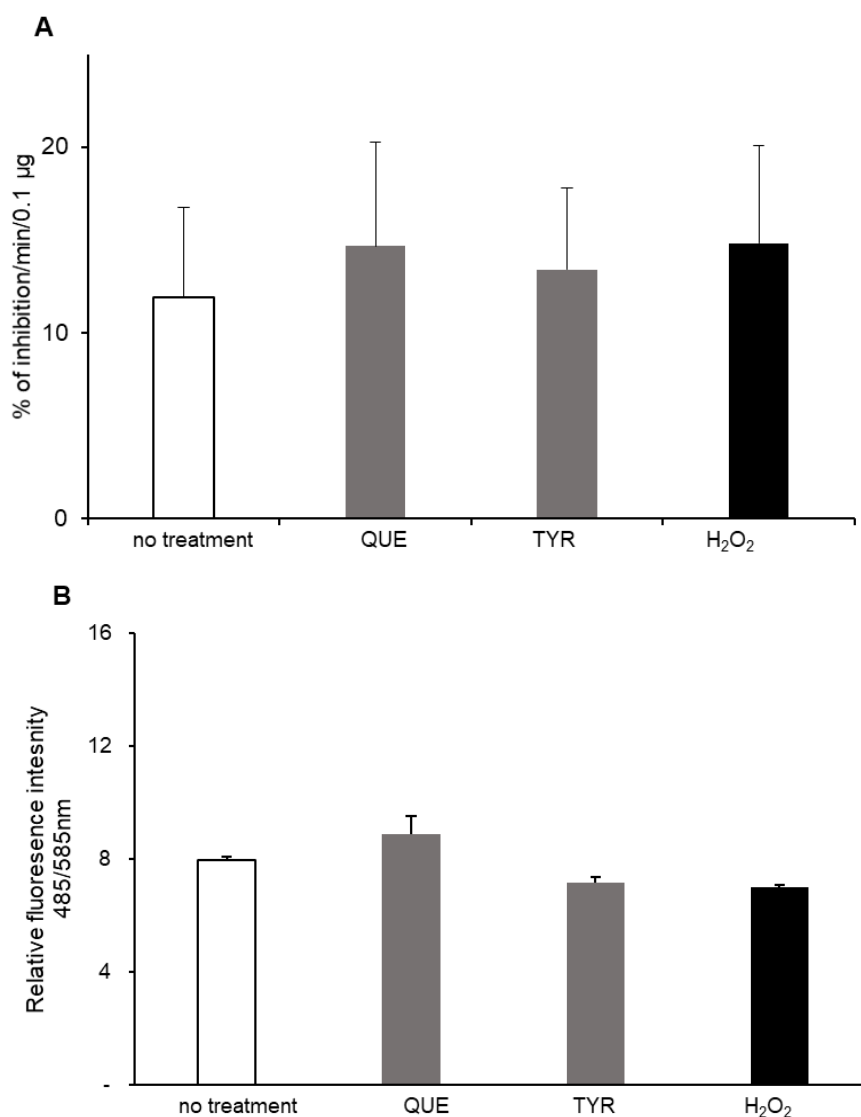 A
% of inhibition/min/0.1 µg
20
10
0
no treatment QUE TYR H₂O₂
B
Relative fluoresence intesnity
485/585nm
16
12
8
4
-
no treatment QUE TYR H₂O₂